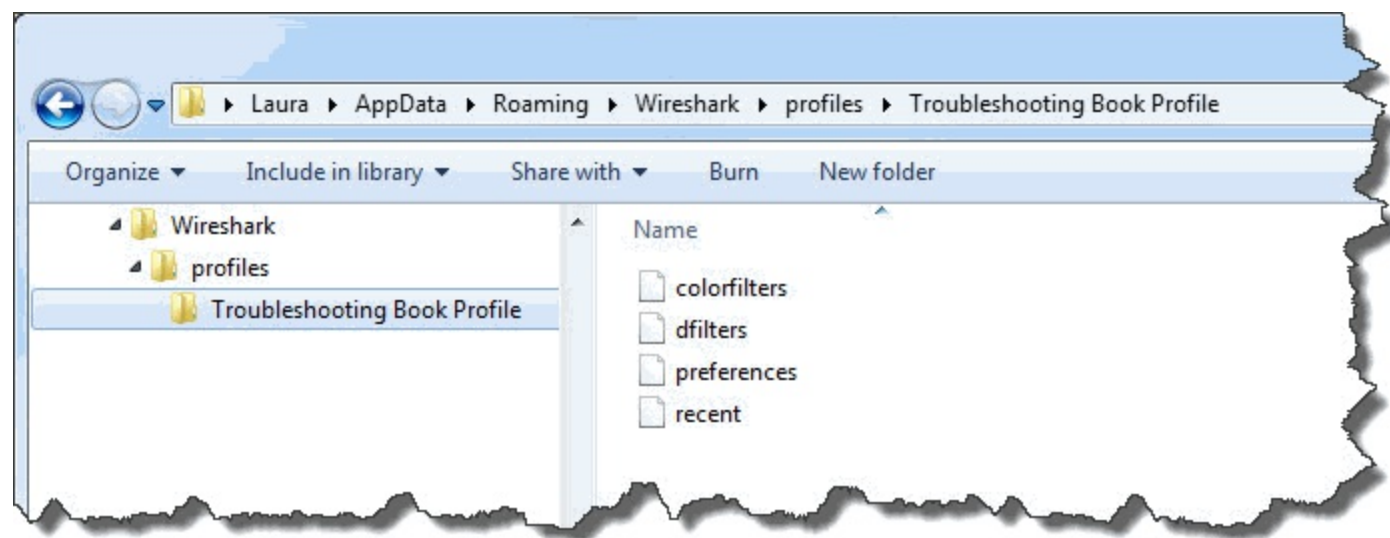 Laura AppData Roaming Wireshark profiles Troubleshooting Book Profile
Organize Include in library Share with Burn New folder
Wireshark
profiles
Troubleshooting Book Profile
Name
colorfilters
dfilters
preferences
recent